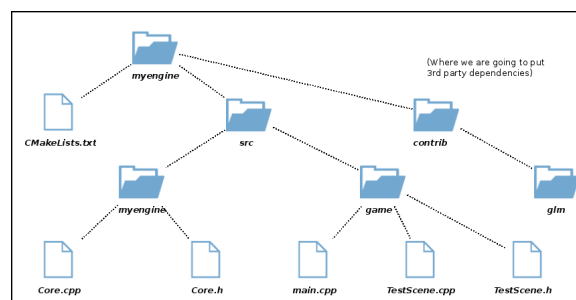 myengine
(Where we are going to put
3rd party dependencies)
CMakeLists.txt
src
contrib
myengine
game
glm
Core.cpp
Core.h
main.cpp
TestScene.cpp
TestScene.h